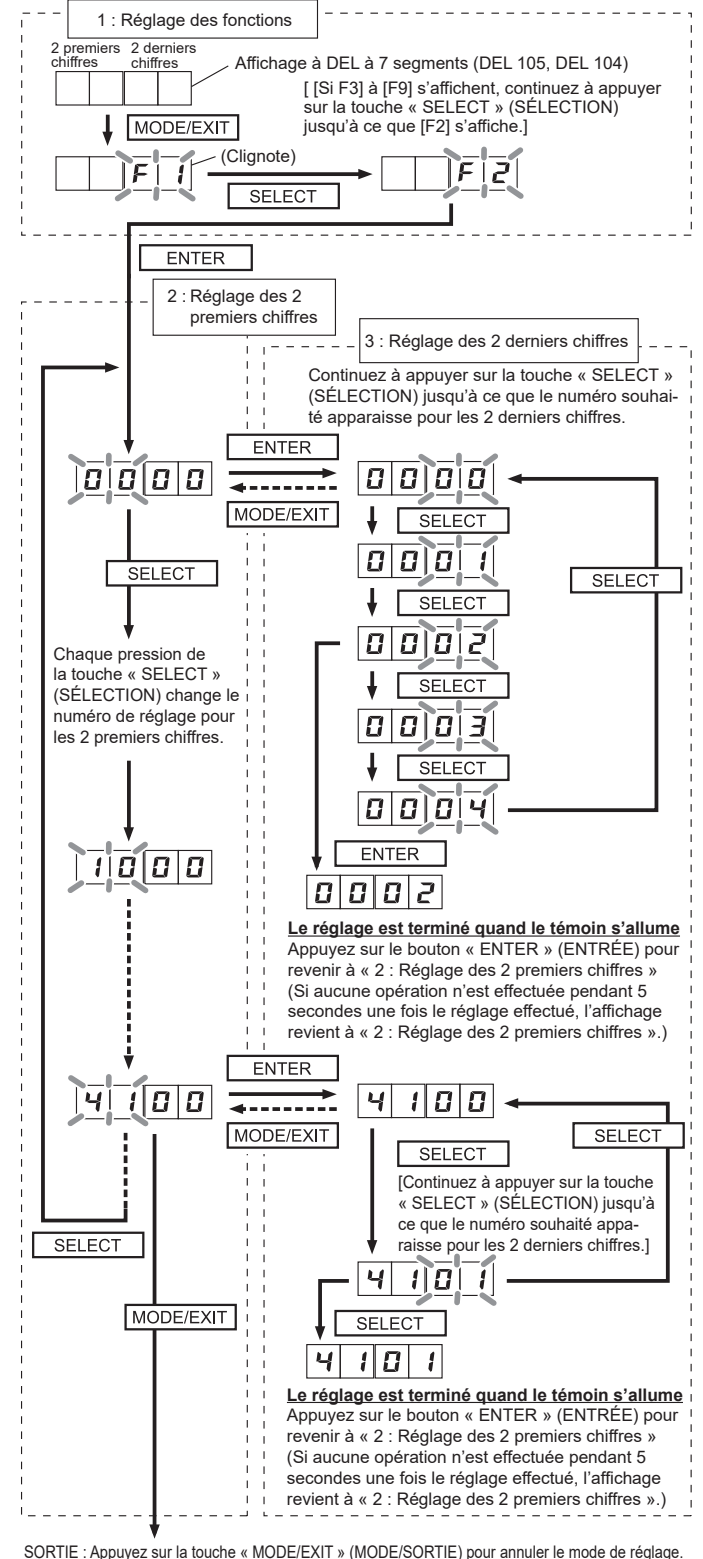 1 : Réglage des fonctions
2 premiers chiffres
2 derniers chiffres
Affichage à DEL à 7 segments (DEL 105, DEL 104)
[ [Si F3] à [F9] s’affichent, continuez à appuyer
sur la touche « SELECT » (SÉLECTION)
jusqu’à ce que [F2] s’affiche.]
MODE/EXIT
F 1
(Clignote)
SELECT
F 2
ENTER
2 : Réglage des 2
premiers chiffres
3 : Réglage des 2 derniers chiffres
Continuez à appuyer sur la touche « SELECT »
(SÉLECTION) jusqu’à ce que le numéro souhai-
té apparaisse pour les 2 derniers chiffres.
0 0 0 0
ENTER
MODE/EXIT
0 0 0 0
SELECT
0 0 0 1
SELECT
SELECT
SELECT
0 0 0 2
SELECT
0 0 0 3
SELECT
0 0 0 4
Chaque pression de
la touche « SELECT »
(SÉLECTION) change le
numéro de réglage pour
les 2 premiers chiffres.
1 0 0 0
ENTER
0 0 0 2
Le réglage est terminé quand le témoin s’allume
Appuyez sur le bouton « ENTER » (ENTRÉE) pour
revenir à « 2 : Réglage des 2 premiers chiffres »
(Si aucune opération n’est effectuée pendant 5
secondes une fois le réglage effectué, l’affichage
revient à « 2 : Réglage des 2 premiers chiffres ».)
4 1 0 0
ENTER
MODE/EXIT
4 1 0 0
SELECT
SELECT
[Continuez à appuyer sur la touche
« SELECT » (SÉLECTION) jusqu’à
ce que le numéro souhaité appa-
raisse pour les 2 derniers chiffres.]
SELECT
4 1 0 1
MODE/EXIT
SELECT
4 1 0 1
Le réglage est terminé quand le témoin s’allume
Appuyez sur le bouton « ENTER » (ENTRÉE) pour
revenir à « 2 : Réglage des 2 premiers chiffres »
(Si aucune opération n’est effectuée pendant 5
secondes une fois le réglage effectué, l’affichage
revient à « 2 : Réglage des 2 premiers chiffres ».)
SORTIE : Appuyez sur la touche « MODE/EXIT » (MODE/SORTIE) pour annuler le mode de réglage.